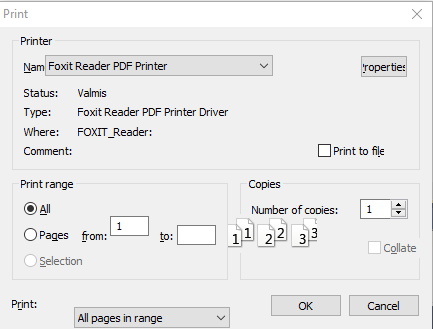 Print
Printer
Name
Foxit Reader PDF Printer
Properties
Status: Valmis
Type: Foxit Reader PDF Printer Driver
Where: FOXIT_Reader:
Comment:
Print to file
Print range
All
Pages from: 1 to:
Selection
Copies
Number of copies: 1
1 1 2 2 3 3
Collate
Print: All pages in range
OK
Cancel